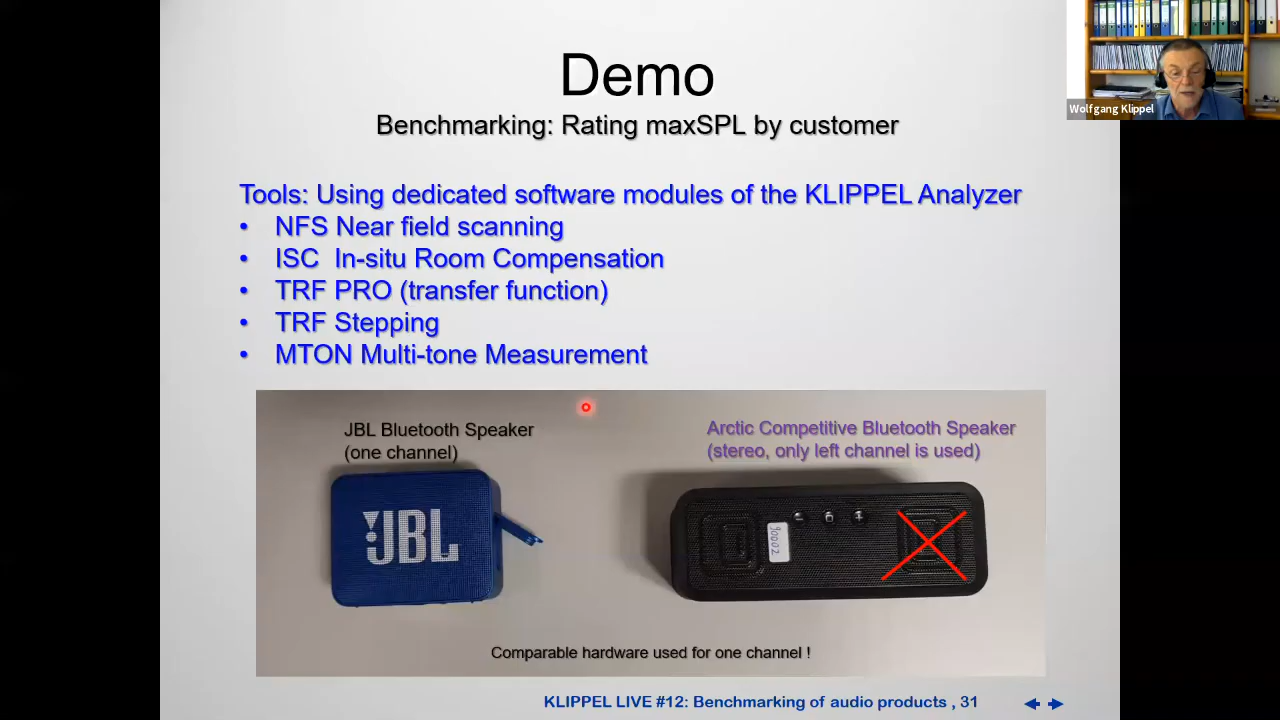 Demo
Benchmarking: Rating maxSPL by customer
Wolfgang Klippel
Tools: Using dedicated software modules of the KLIPPEL Analyzer
• NFS Near field scanning
• ISC In-situ Room Compensation
• TRF PRO (transfer function)
• TRF Stepping
• MTON Multi-tone Measurement
JBL Bluetooth Speaker
(one channel)
Arctic Competitive Bluetooth Speaker
(stereo, only left channel is used)
JBL
90002
Comparable hardware used for one channel !
KLIPPEL LIVE #12: Benchmarking of audio products , 31